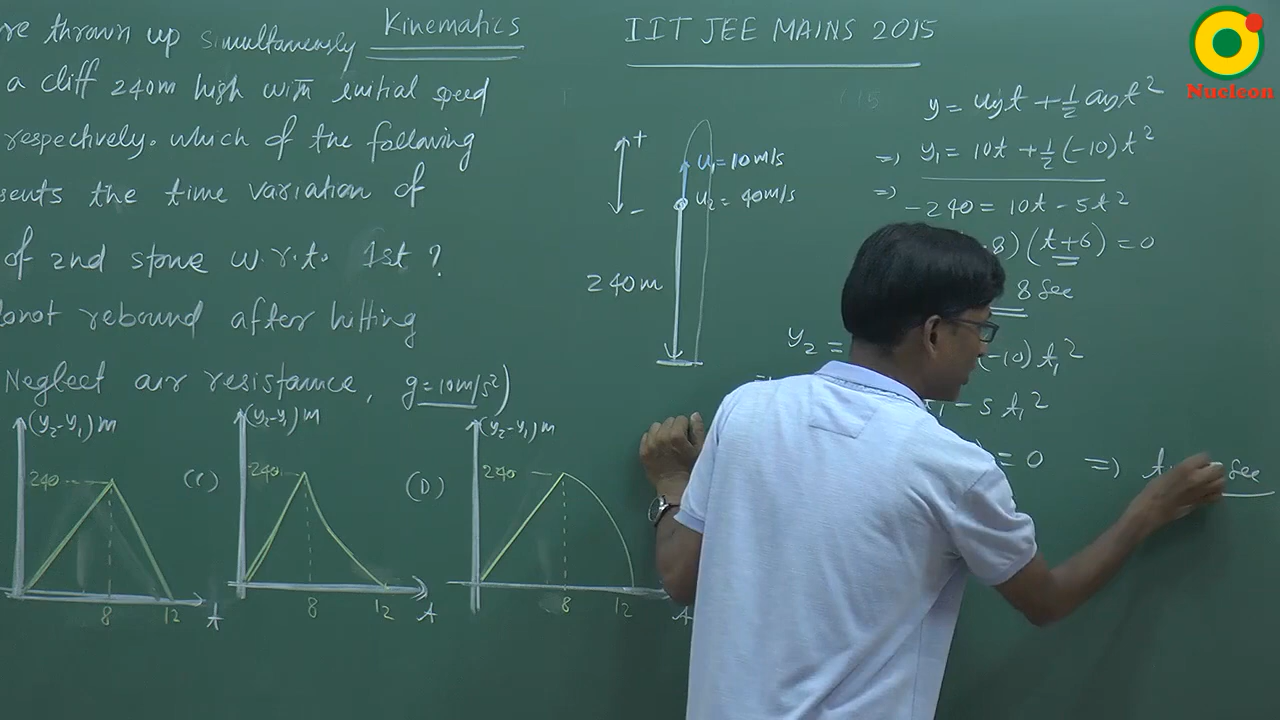 re thrown up simultaneously
Kinematics
a cliff 240m high with initial speed
respectively. which of the following
sents the time variation of
of 2nd stone w.r.to. 1st ?
donot rebound after hitting
Neglect air resistance, g=10m/s²)
(y₂-y₁)m
240
8
12
t
(C)
(y₂-y₁)m
240
8
12
t
(D)
(y₂-y₁)m
240
8
12
t
IIT JEE MAINS 2015
+
u₁=10m/s
-
u₂= 40m/s
240m
y = uyt + ½ ayt²
=> y₁ = 10t + ½ (-10) t²
=> -240 = 10t - 5t²
8) (t+6) = 0
8 sec
y₂ =
(-10) t₁²
- 5 t₁²
= 0 => t
sec
Nucleon